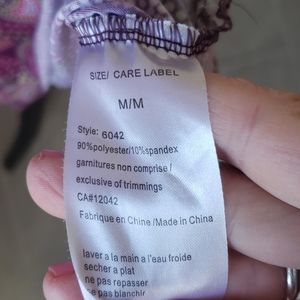 SIZE/ CARE LABEL
M/M
Style: 6042
90%polyester/10%spandex
garnitures non comprise /
exclusive of trimmings
CA#12042
Fabrique en Chine /Made in China
laver a la main a l'eau froide
secher a plat
ne pas repasser
ne pas blanchir